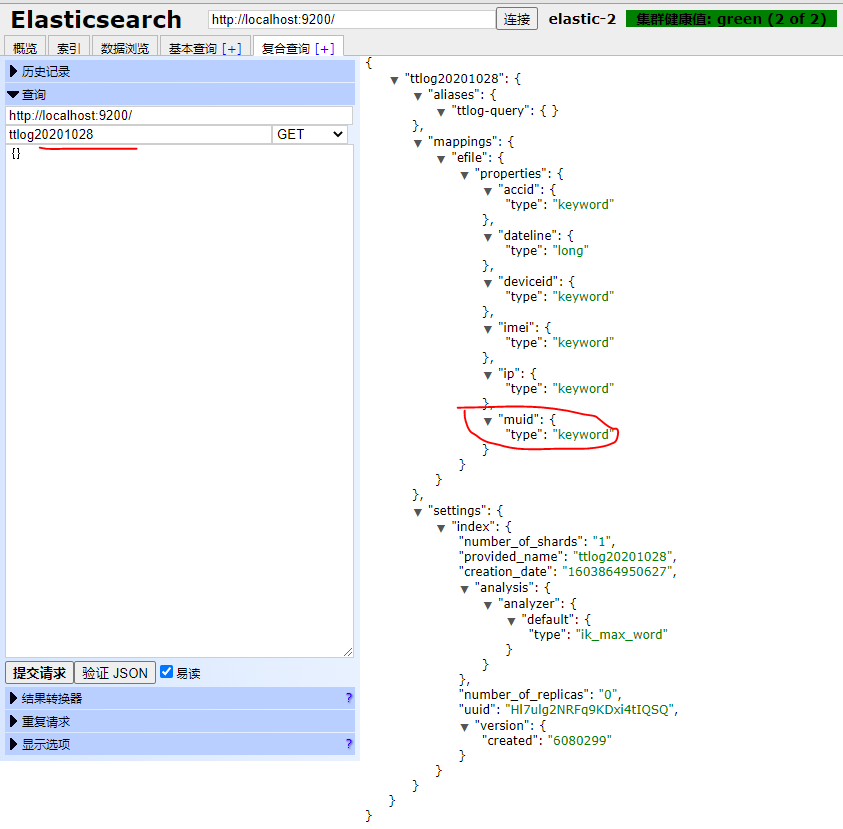 Elasticsearch
http://localhost:9200/
连接
elastic-2
集群健康值: green (2 of 2)
概览
索引
数据浏览
基本查询 [+]
复合查询 [+]
历史记录
查询
http://localhost:9200/
ttlog20201028
GET
{}
提交请求
验证 JSON
易读
结果转换器
?
重复请求
显示选项
?
{
"ttlog20201028": {
"aliases": {
"ttlog-query": { }
},
"mappings": {
"efile": {
"properties": {
"accid": {
"type": "keyword"
},
"dateline": {
"type": "long"
},
"deviceid": {
"type": "keyword"
},
"imei": {
"type": "keyword"
},
"ip": {
"type": "keyword"
},
"muid": {
"type": "keyword"
}
}
}
},
"settings": {
"index": {
"number_of_shards": "1",
"provided_name": "ttlog20201028",
"creation_date": "1603864950627",
"analysis": {
"analyzer": {
"default": {
"type": "ik_max_word"
}
}
},
"number_of_replicas": "0",
"uuid": "Hl7ulg2NRFq9KDxi4tIQSQ",
"version": {
"created": "6080299"
}
}
}
}
}